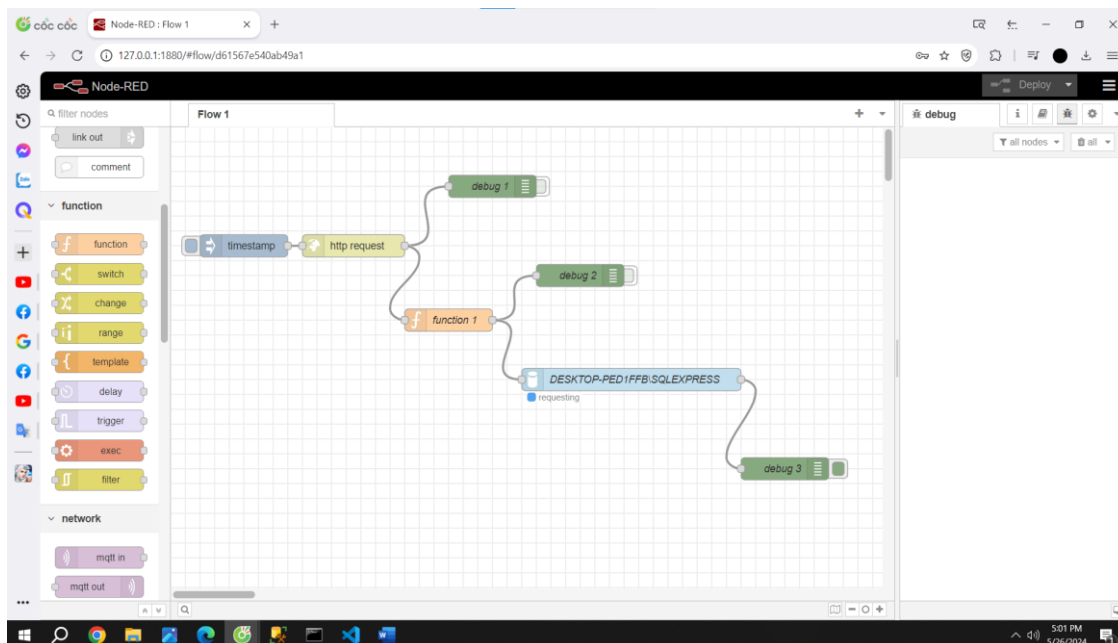 cốc cốc
Node-RED : Flow 1
127.0.0.1:1880/#flow/d61567e540ab49a1
Node-RED
Deploy
filter nodes
Flow 1
debug
i
all nodes
all
link out
comment
function
function
switch
change
range
template
delay
trigger
exec
filter
network
mqtt in
mqtt out
debug 1
timestamp
http request
debug 2
function 1
DESKTOP-PED1FFB\SQLEXPRESS
requesting
debug 3
5:01 PM
5/26/2024